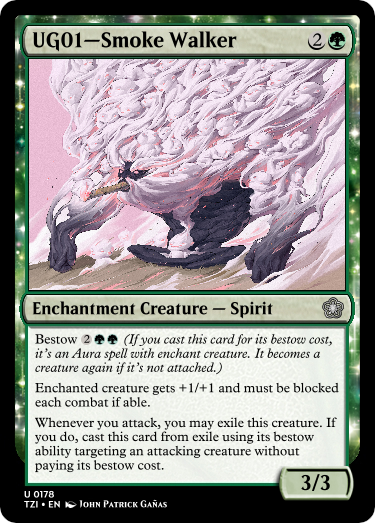 UG01—Smoke Walker 2
Enchantment Creature — Spirit
Bestow 2 (If you cast this card for its bestow cost,
it's an Aura spell with enchant creature. It becomes a
creature again if it's not attached.)
Enchanted creature gets +1/+1 and must be blocked
each combat if able.
Whenever you attack, you may exile this creature. If
you do, cast this card from exile using its bestow
ability targeting an attacking creature without
paying its bestow cost.
3/3
U 0178
TZI • EN John Patrick Gañas